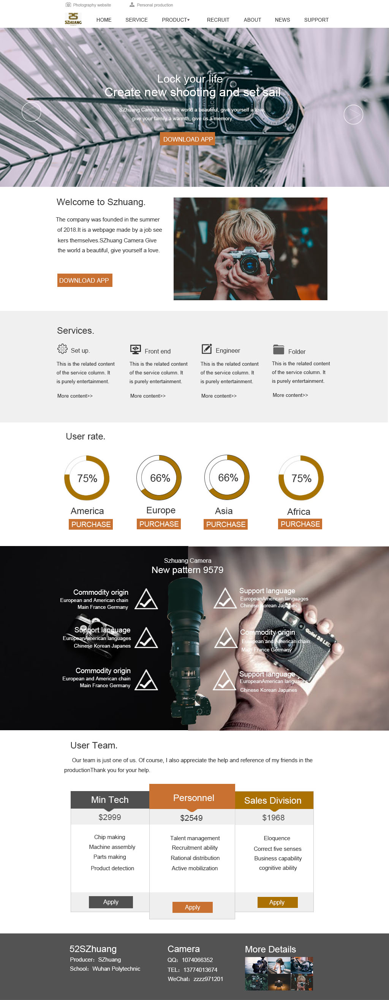 Photography website
Personal production
SZHUANG
HOME
SERVICE
PRODUCT
RECRUIT
ABOUT
NEWS
SUPPORT
Lock your life
Create new shooting and set sail
SZhuang Camera Give the world a beautiful, give yourself a love,
give your family a warmth, give us a memory.
DOWNLOAD APP
Welcome to Szhuang.
The company was founded in the summer
of 2018.It is a webpage made by a job see
kers themselves.SZhuang Camera Give
the world a beautiful, give yourself a love.
DOWNLOAD APP
MINOLTA
Services.
Set up.
This is the related content
of the service column. It
is purely entertainment.
More content>>
Front end
This is the related content
of the service column. It
is purely entertainment.
More content>>
Engineer
This is the related content
of the service column. It
is purely entertainment.
More content>>
Folder
This is the related content
of the service column. It
is purely entertainment.
More content>>
User rate.
75%
America
PURCHASE
66%
Europe
PURCHASE
66%
Asia
PURCHASE
75%
Africa
PURCHASE
Szhuang Camera
New pattern 9579
Commodity origin
European and American chain
Main France Germany
Support language
EuropeanAmerican languages
Chinese Korean Japanes
Commodity origin
European and American chain
Main France Germany
Support language
EuropeanAmerican languages
Chinese Korean Japanes
Commodity origin
European and American chain
Main France Germany
Support language
EuropeanAmerican languages
Chinese Korean Japanes
Rollei 35 LED
SONY
User Team.
Our team is just one of us. Of course, I also appreciate the help and reference of my friends in the
productionThank you for your help.
Min Tech
$2999
Chip making
Machine assembly
Parts making
Product detection
Apply
Personnel
$2549
Talent management
Recruitment ability
Rational distribution
Active mobilization
Apply
Sales Division
$1968
Eloquence
Correct five senses
Business capability
cognitive ability
Apply
52SZhuang
Producer：SZhuang
School：Wuhan Polytechnic
Camera
QQ：1074066352
TEL：13774013674
WeChat：zzzz971201
More Details